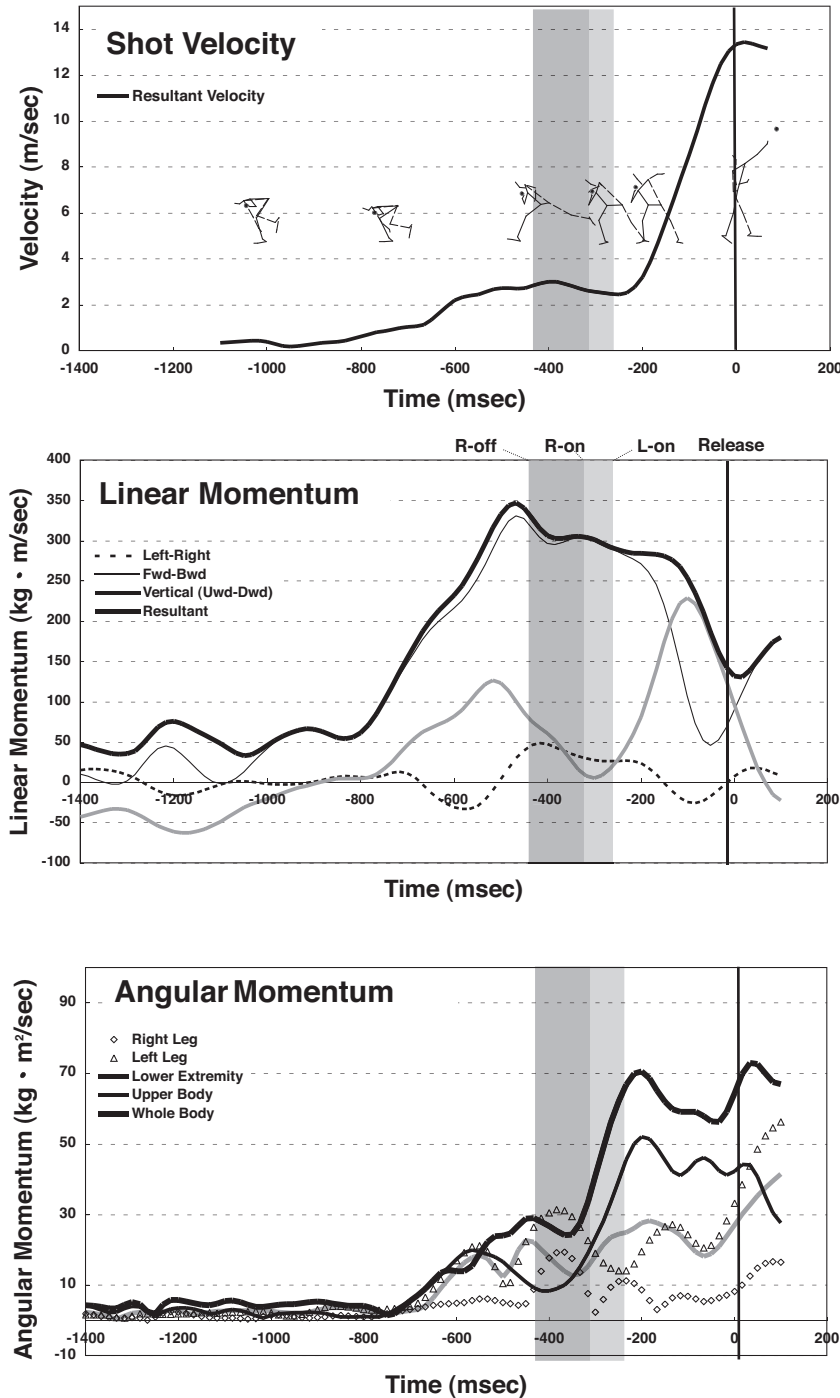 Shot Velocity
Resultant Velocity
Velocity (m/sec)
14
12
10
8
6
4
2
0
-1400 -1200 -1000 -800 -600 -400 -200 0 200
Time (msec)
R-off R-on L-on Release
Linear Momentum
Left-Right
Fwd-Bwd
Vertical (Uwd-Dwd)
Resultant
Linear Momentum (kg • m/sec)
400
350
300
250
200
150
100
50
0
-50
-100
-1400 -1200 -1000 -800 -600 -400 -200 0 200
Time (msec)
Angular Momentum
Right Leg
Left Leg
Lower Extremity
Upper Body
Whole Body
Angular Momentum (kg • m²/sec)
90
70
50
30
10
-10
-1400 -1200 -1000 -800 -600 -400 -200 0 200
Time (msec)